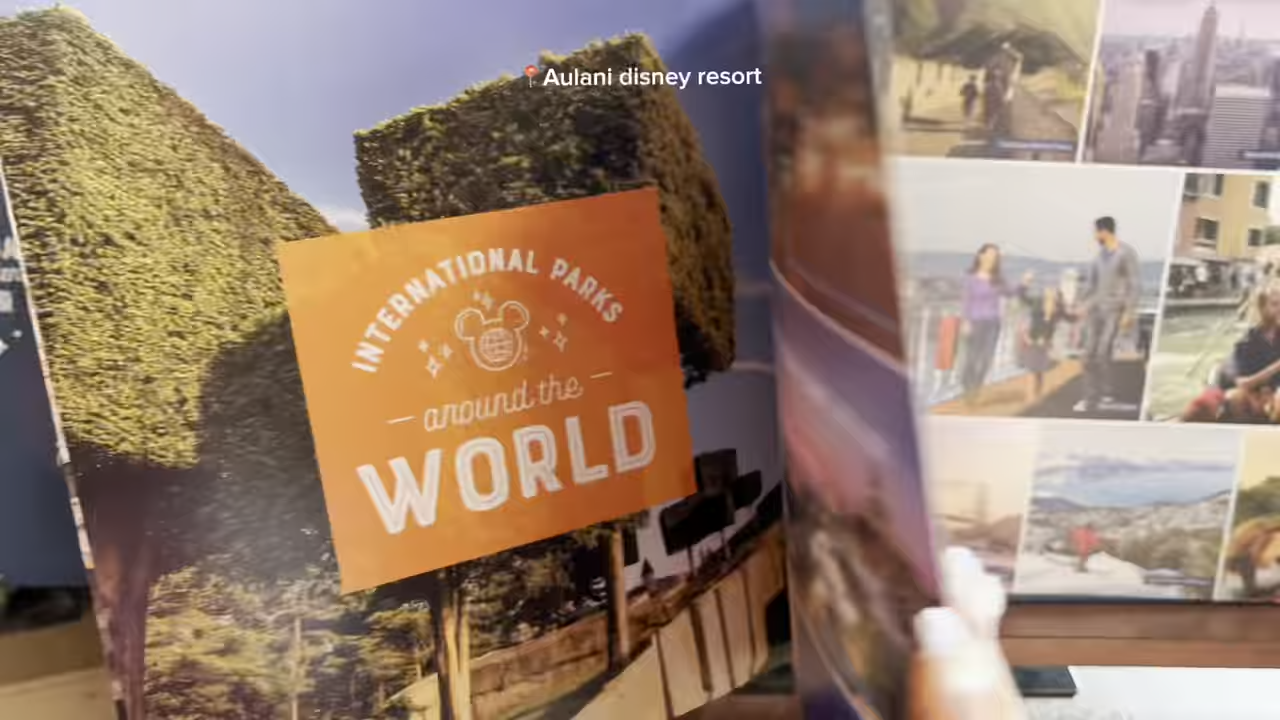 📍Aulani disney resort
INTERNATIONAL PARKS
around the
WORLD